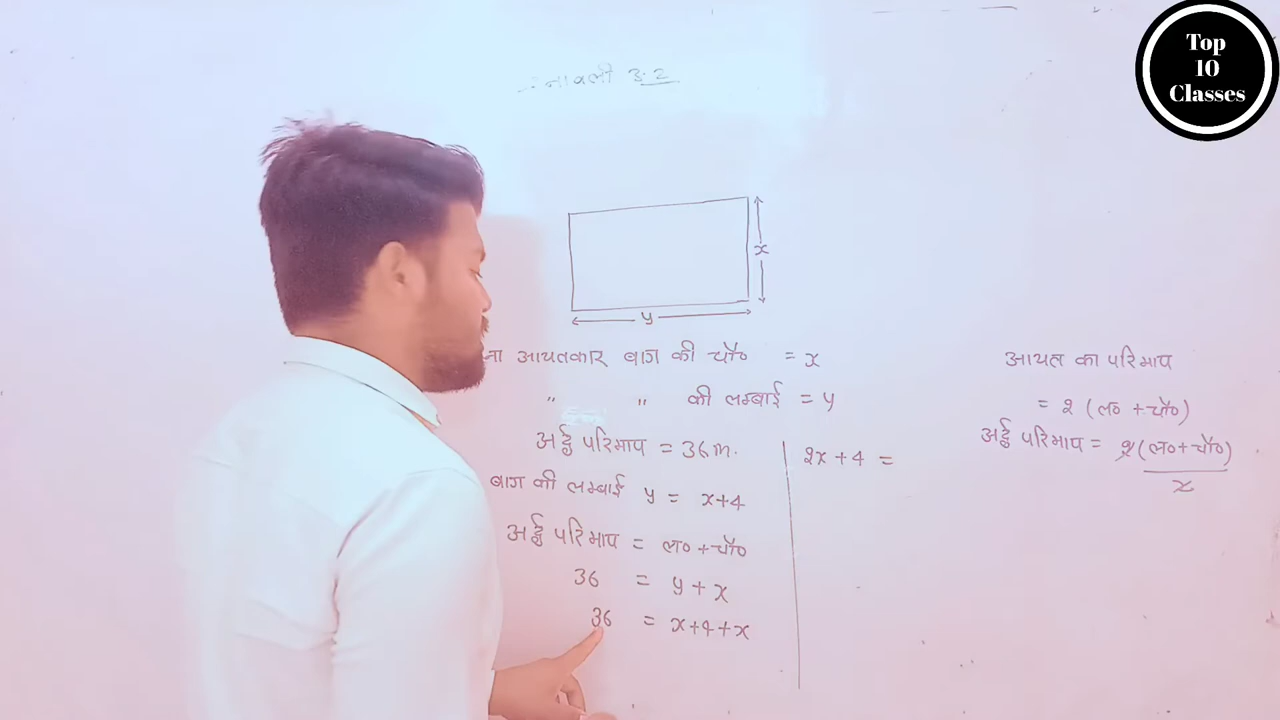 Top
10
Classes
नावली 3.2
x
y
ना आयतकार बाग की चौ० = x
" " की लम्बाई = y
अर्द्ध परिमाप = 36m.
बाग की लम्बाई y = x+4
अर्द्ध परिमाप = ल०+चौ०
36 = y + x
36 = x+4+x
2x+4 =
आयत का परिमाप
= 2 (ल० + चौ०)
अर्द्ध परिमाप = 2(ल०+चौ०)
2